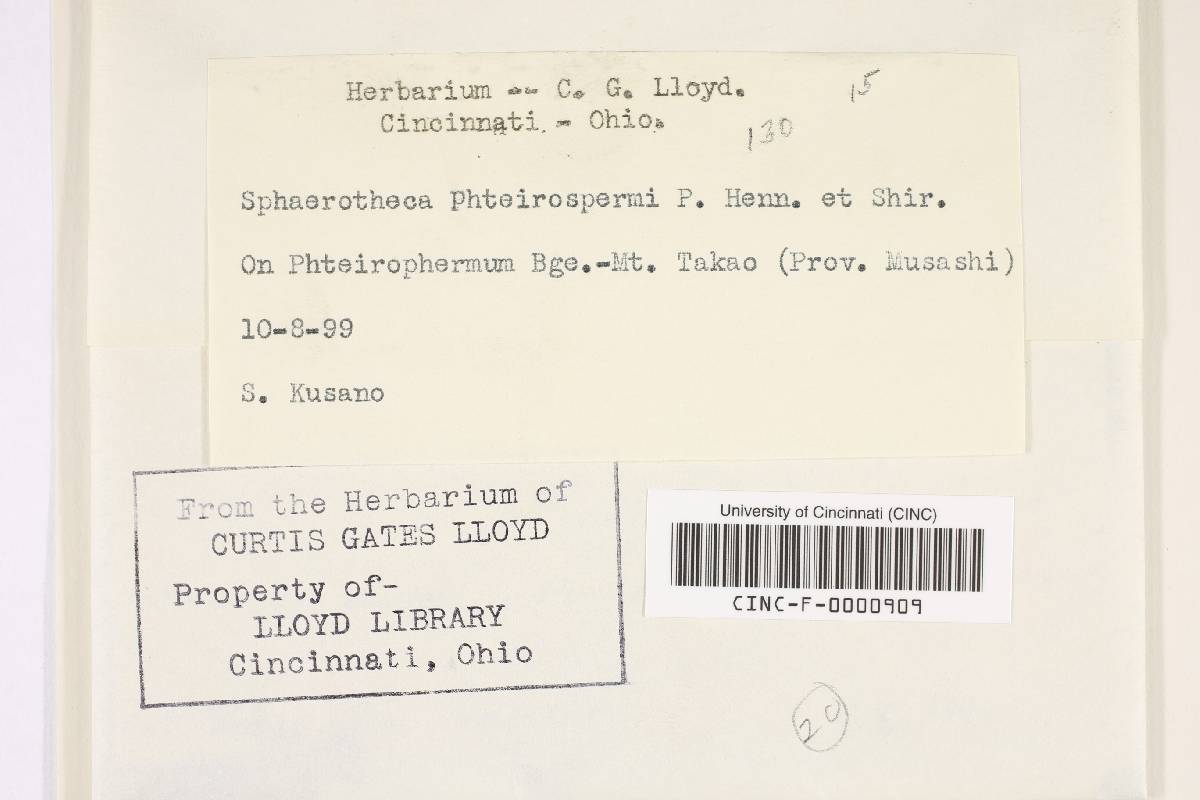 Herbarium -- C. G. Lloyd.
15
Cincinnati. - Ohio.
130
Sphaerotheca Phteirospermi P. Henn. et Shir.
On Phteirophermum Bge.-Mt. Takao (Prov. Musashi)
10-8-99
S. Kusano
From the Herbarium of
CURTIS GATES LLOYD
Property of-
LLOYD LIBRARY
Cincinnati, Ohio
University of Cincinnati (CINC)
CINC-F-0000909
20